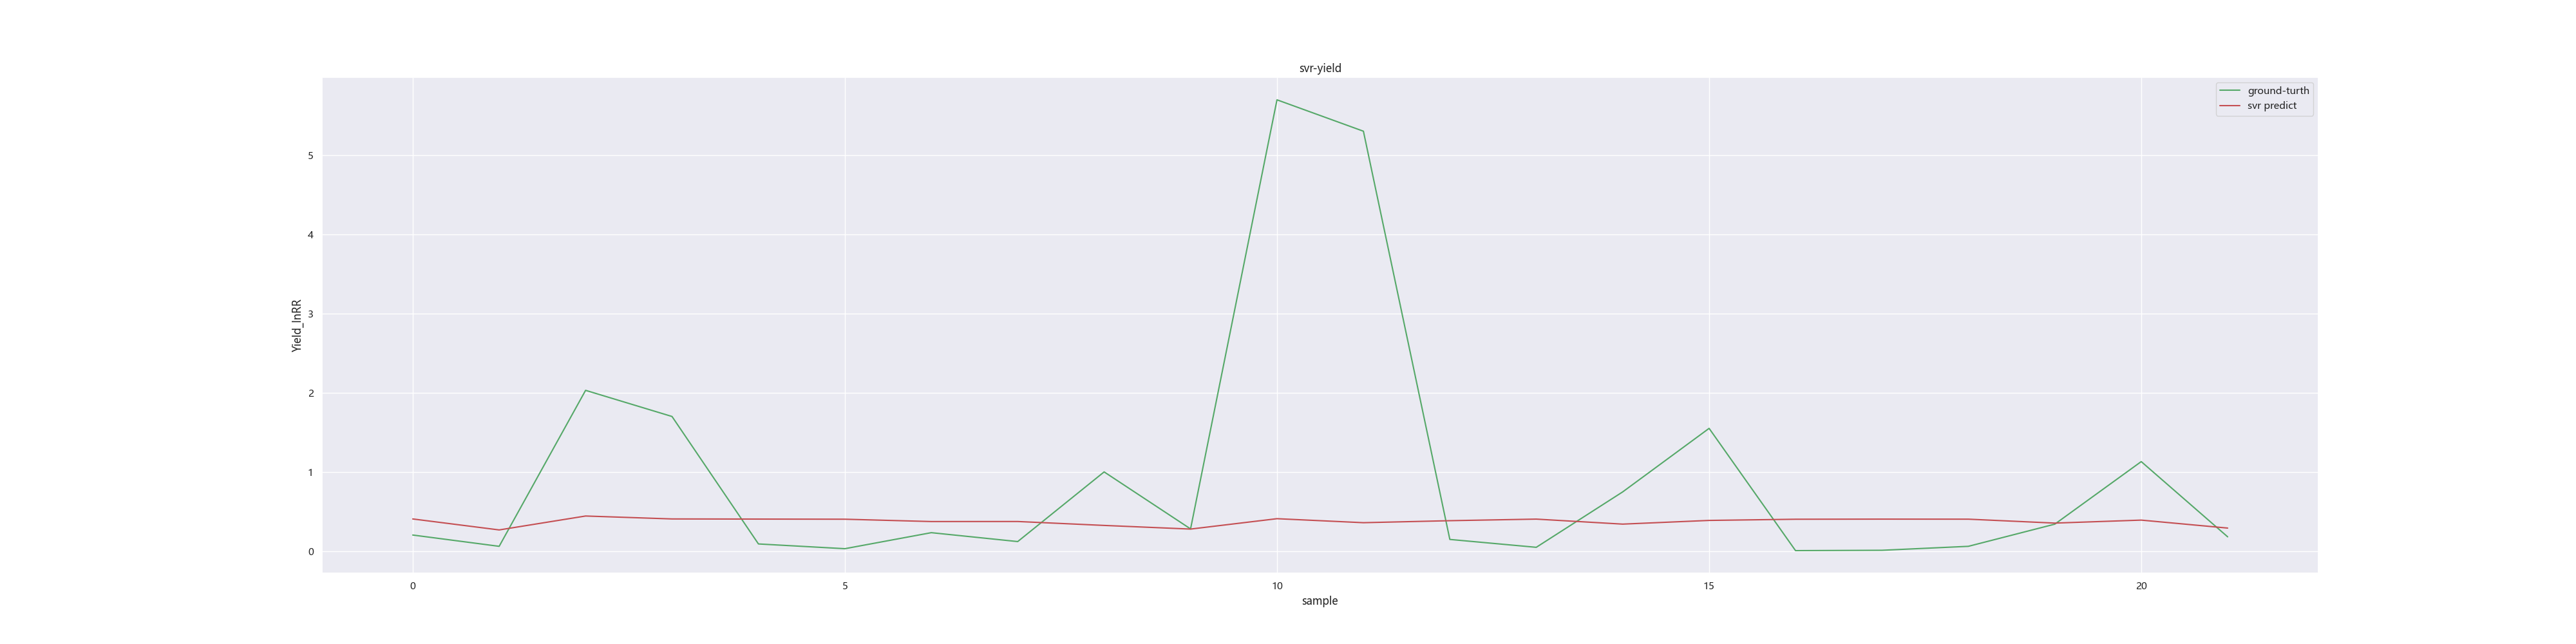 svr-yield
ground-turth
svr predict
5
4
3
2
1
0
Yield_lnRR
0 5 10 15 20
sample